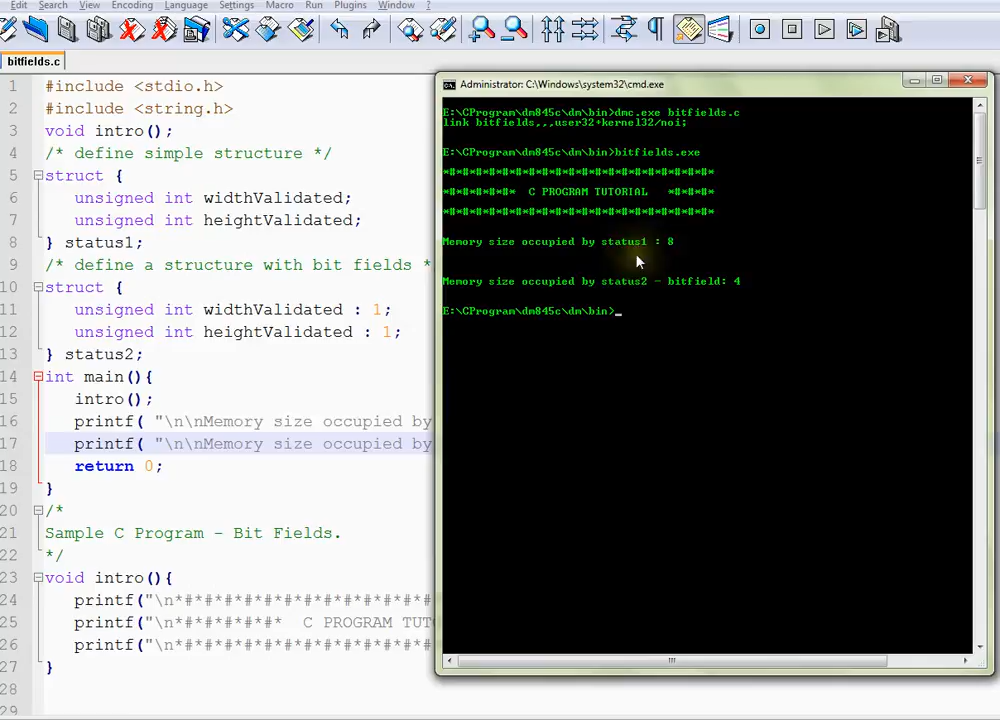 Edit Search View Encoding Language Settings Macro Run Plugins Window ?
bitfields.c
1 #include <stdio.h>
2 #include <string.h>
3 void intro();
4 /* define simple structure */
5 struct {
6 unsigned int widthValidated;
7 unsigned int heightValidated;
8 } status1;
9 /* define a structure with bit fields *
10 struct {
11 unsigned int widthValidated : 1;
12 unsigned int heightValidated : 1;
13 } status2;
14 int main(){
15 intro();
16 printf( "\n\nMemory size occupied by
17 printf( "\n\nMemory size occupied by
18 return 0;
19 }
20 /*
21 Sample C Program - Bit Fields.
22 */
23 void intro(){
24 printf("\n*#*#*#*#*#*#*#*#*#*#*#*#
25 printf("\n*#*#*#*#*#* C PROGRAM TUT
26 printf("\n*#*#*#*#*#*#*#*#*#*#*#*#
27 }
28
Administrator: C:\Windows\system32\cmd.exe
E:\CProgram\dm845c\dm\bin>dmc.exe bitfields.c
link bitfields,,,user32+kernel32/noi;
E:\CProgram\dm845c\dm\bin>bitfields.exe
*#*#*#*#*#*#*#*#*#*#*#*#*#*#*#*#*#*#*#*
*#*#*#*#*#* C PROGRAM TUTORIAL *#*#*#*
*#*#*#*#*#*#*#*#*#*#*#*#*#*#*#*#*#*#*#*
Memory size occupied by status1 : 8
Memory size occupied by status2 - bitfield: 4
E:\CProgram\dm845c\dm\bin>_